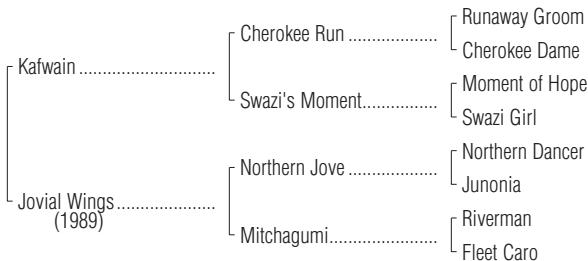 Runaway Groom
Cherokee Run ..................
Cherokee Dame
Kafwain ...........................
Moment of Hope
Swazi's Moment...............
Swazi Girl
Northern Dancer
Northern Jove ..................
Junonia
Jovial Wings ...................
(1989)
Riverman
Mitchagumi......................
Fleet Caro